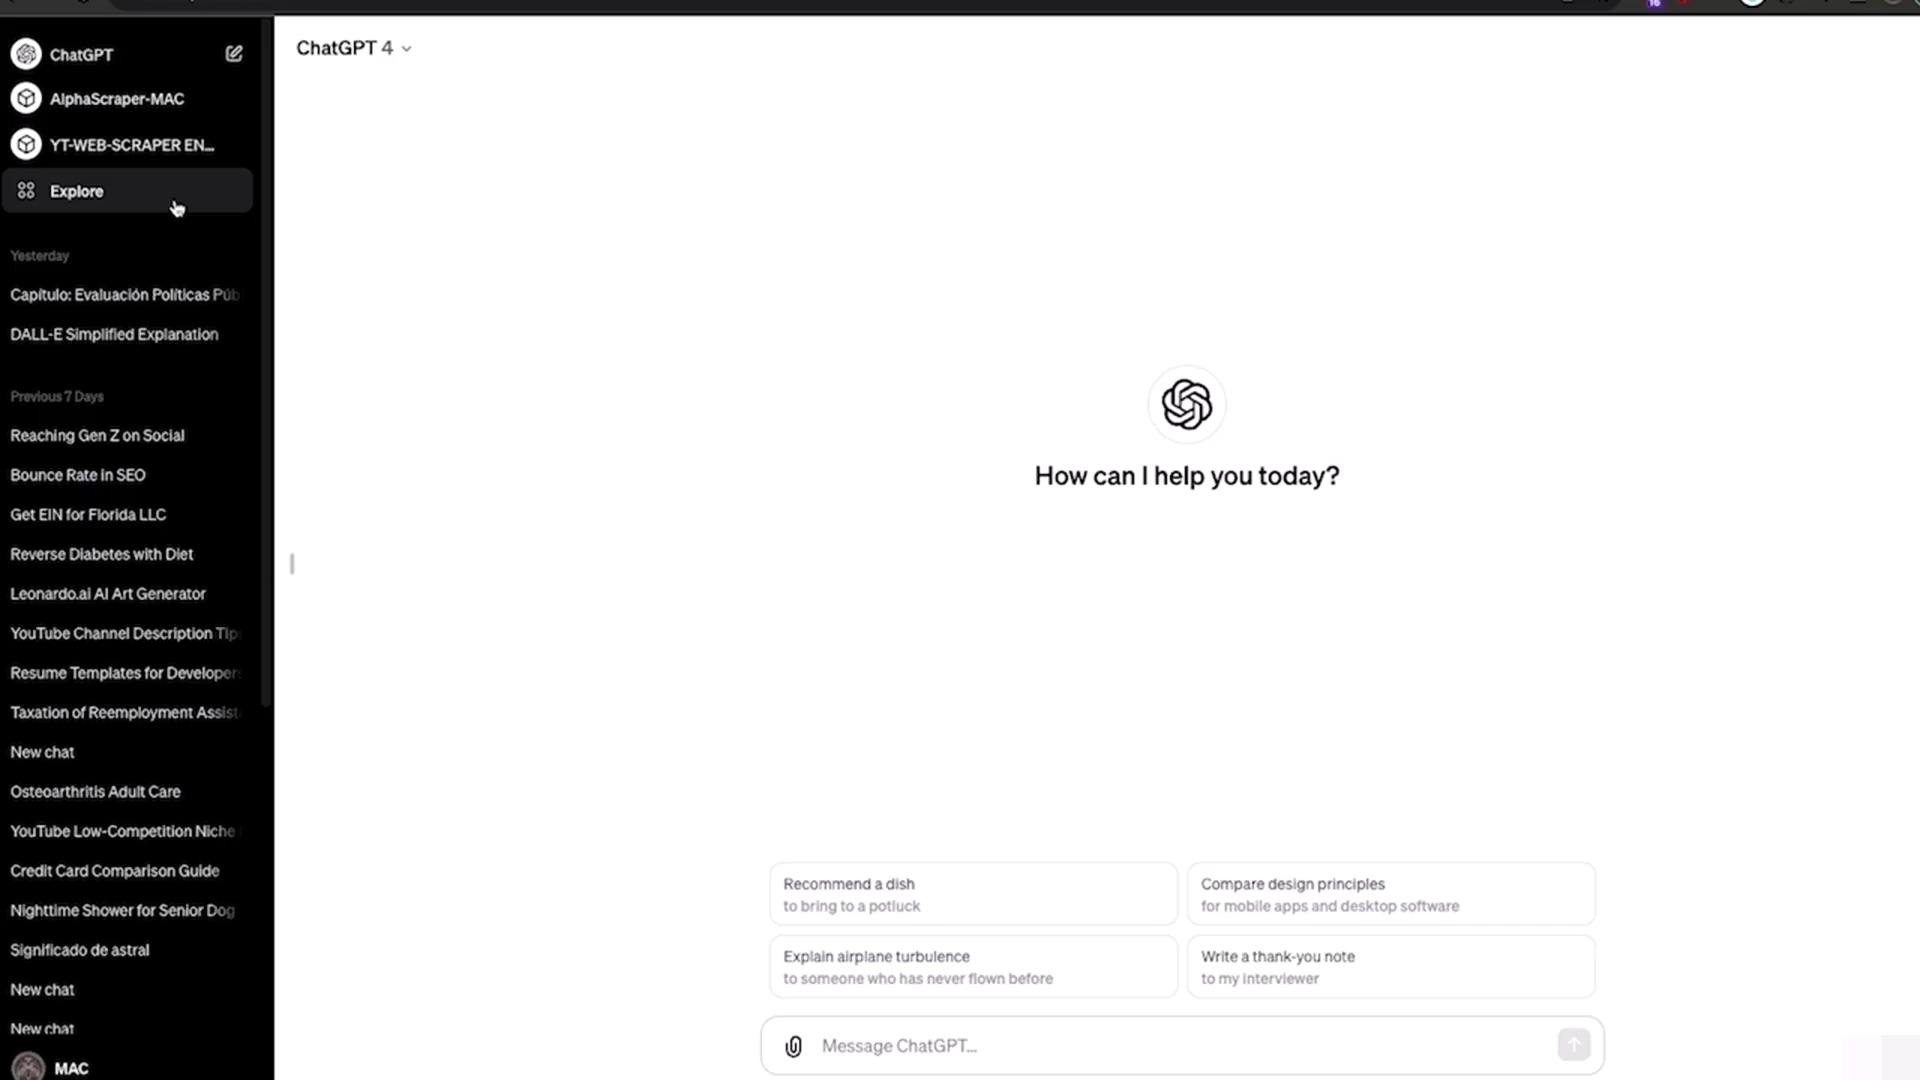 16
ChatGPT
AlphaScraper-MAC
YT-WEB-SCRAPER EN...
Explore
Yesterday
Capítulo: Evaluación Políticas Púb
DALL-E Simplified Explanation
Previous 7 Days
Reaching Gen Z on Social
Bounce Rate in SEO
Get EIN for Florida LLC
Reverse Diabetes with Diet
Leonardo.ai AI Art Generator
YouTube Channel Description Tip
Resume Templates for Developers
Taxation of Reemployment Assist
New chat
Osteoarthritis Adult Care
YouTube Low-Competition Niche
Credit Card Comparison Guide
Nighttime Shower for Senior Dog
Significado de astral
New chat
New chat
MAC
ChatGPT 4
How can I help you today?
Recommend a dish
to bring to a potluck
Compare design principles
for mobile apps and desktop software
Explain airplane turbulence
to someone who has never flown before
Write a thank-you note
to my interviewer
Message ChatGPT...